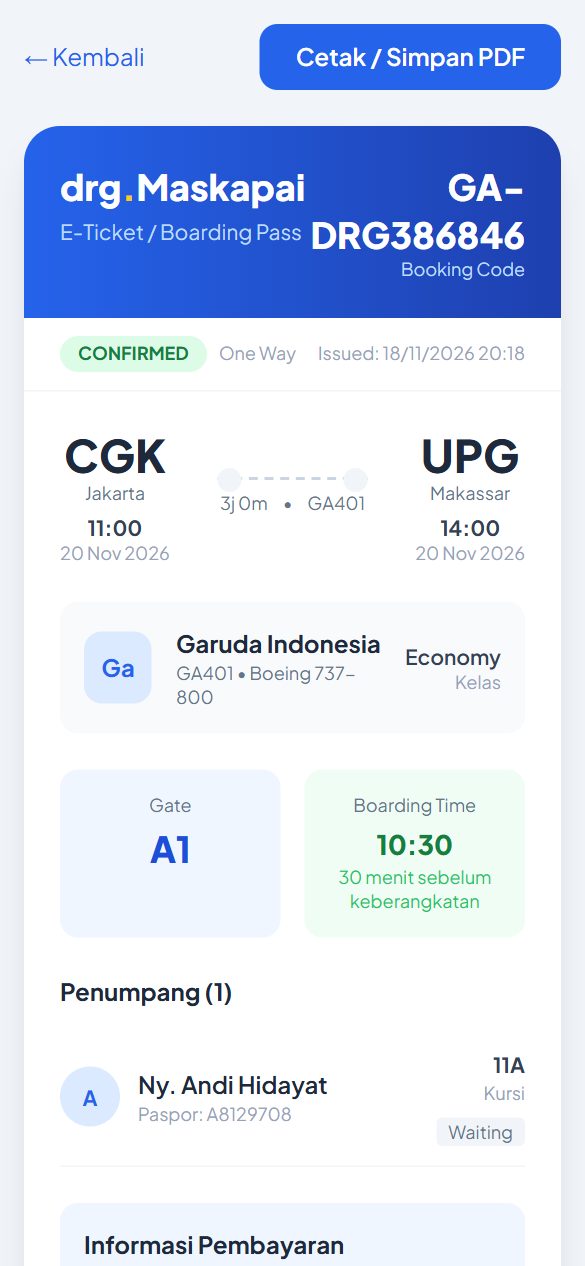 ← Kembali
Cetak / Simpan PDF
drg.Maskapai
E-Ticket / Boarding Pass
GA-
DRG386846
Booking Code
CONFIRMED
One Way
Issued: 18/11/2026 20:18
CGK
Jakarta
11:00
20 Nov 2026
3j 0m • GA401
UPG
Makassar
14:00
20 Nov 2026
Ga
Garuda Indonesia
GA401 • Boeing 737-
800
Economy
Kelas
Gate
A1
Boarding Time
10:30
30 menit sebelum
keberangkatan
Penumpang (1)
A
Ny. Andi Hidayat
Paspor: A8129708
11A
Kursi
Waiting
Informasi Pembayaran